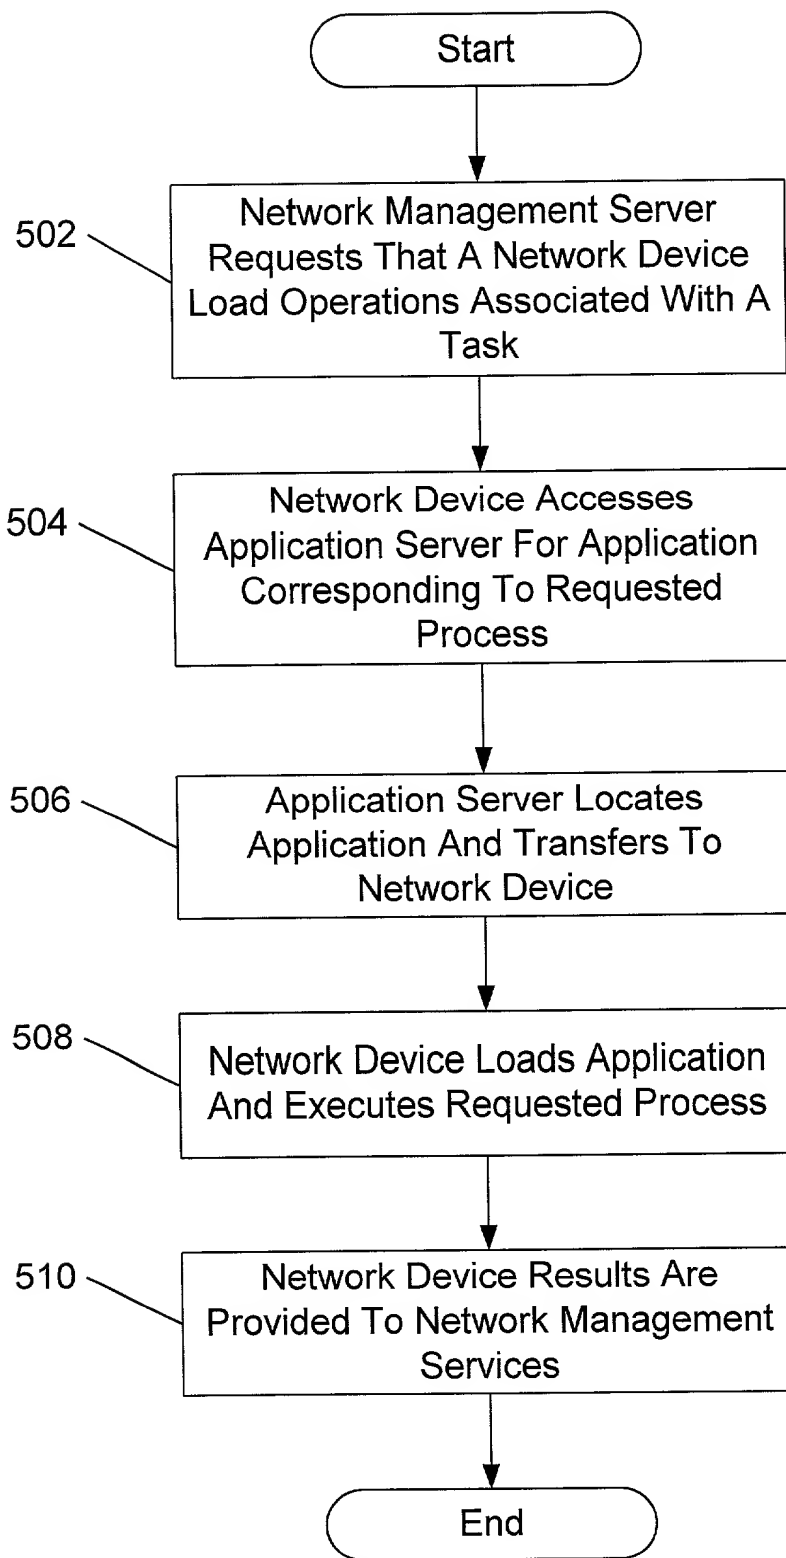 Start
502
Network Management Server
Requests That A Network Device
Load Operations Associated With A
Task
504
Network Device Accesses
Application Server For Application
Corresponding To Requested
Process
506
Application Server Locates
Application And Transfers To
Network Device
508
Network Device Loads Application
And Executes Requested Process
510
Network Device Results Are
Provided To Network Management
Services
End